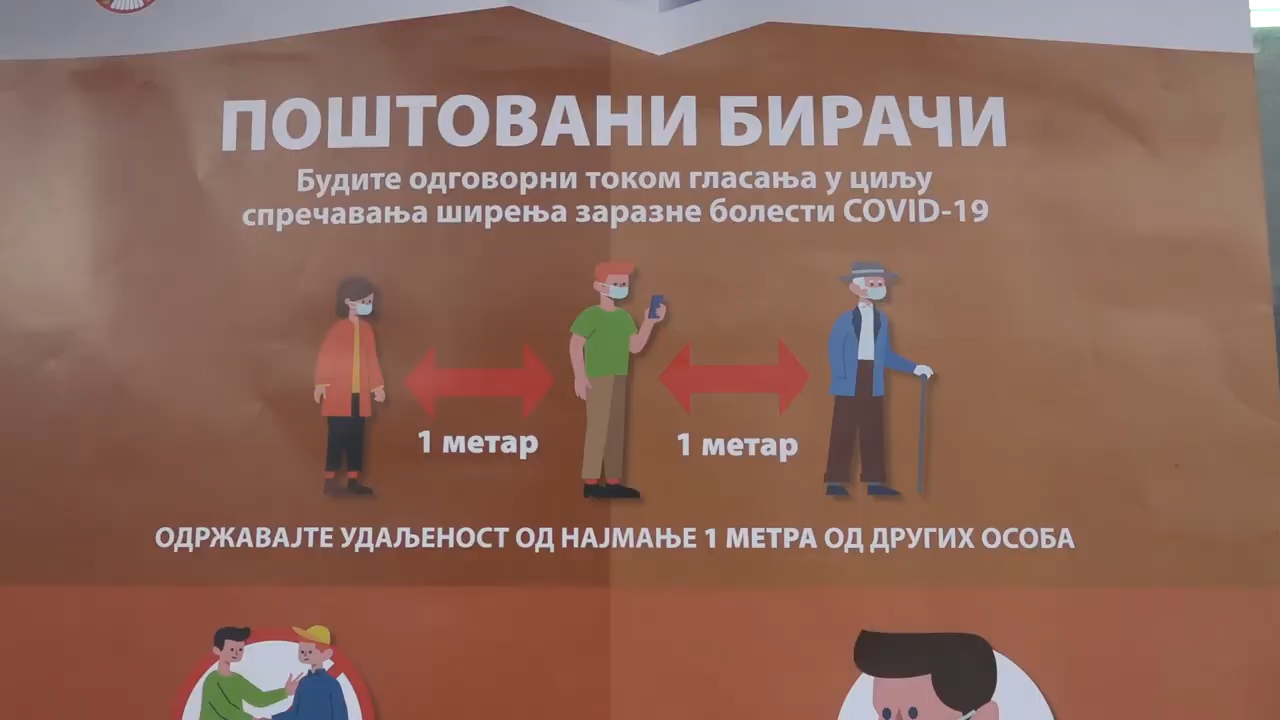 ПОШТОВАНИ БИРАЧИ
Будите одговорни током гласања у циљу
спречавања ширења заразне болести COVID-19
1 метар
1 метар
ОДРЖАВАЈТЕ УДАЉЕНОСТ ОД НАЈМАЊЕ 1 МЕТРА ОД ДРУГИХ ОСОБА